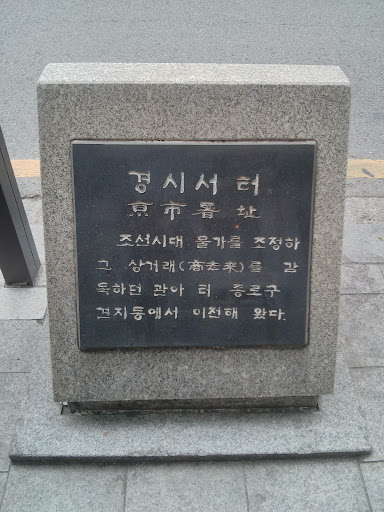 경시서 터
京市署 址
조선시대 물가를 조정하
고 상거래(商去來)를 감
독하던 관아 터 종로구
견지동에서 이전해 왔다.